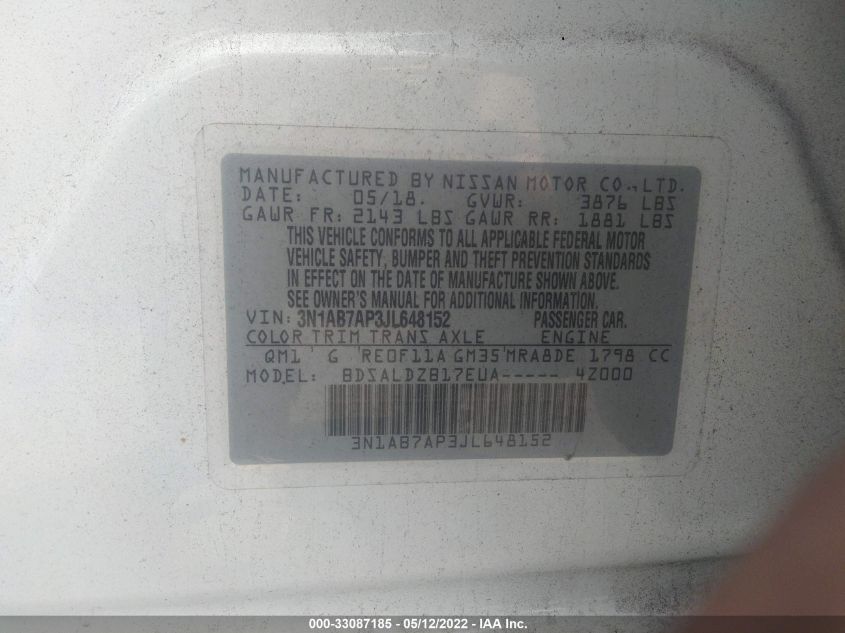 MANUFACTURED BY NISSAN MOTOR CO., LTD.
DATE: 05/18. GVWR: 3876 LBS
GAWR FR: 2143 LBS GAWR RR: 1881 LBS
THIS VEHICLE CONFORMS TO ALL APPLICABLE FEDERAL MOTOR
VEHICLE SAFETY, BUMPER AND THEFT PREVENTION STANDARDS
IN EFFECT ON THE DATE OF MANUFACTURE SHOWN ABOVE.
SEE OWNER'S MANUAL FOR ADDITIONAL INFORMATION.
VIN: 3N1AB7AP3JL648152 PASSENGER CAR.
COLOR TRIM TRANS AXLE ENGINE
QM1 G RE0F11A GM35 MRA8DE 1798 CC
MODEL: BDSALDZB17EUA----- 4Z000
3N1AB7AP3JL648152
000-33087185 - 05/12/2022 - IAA Inc.